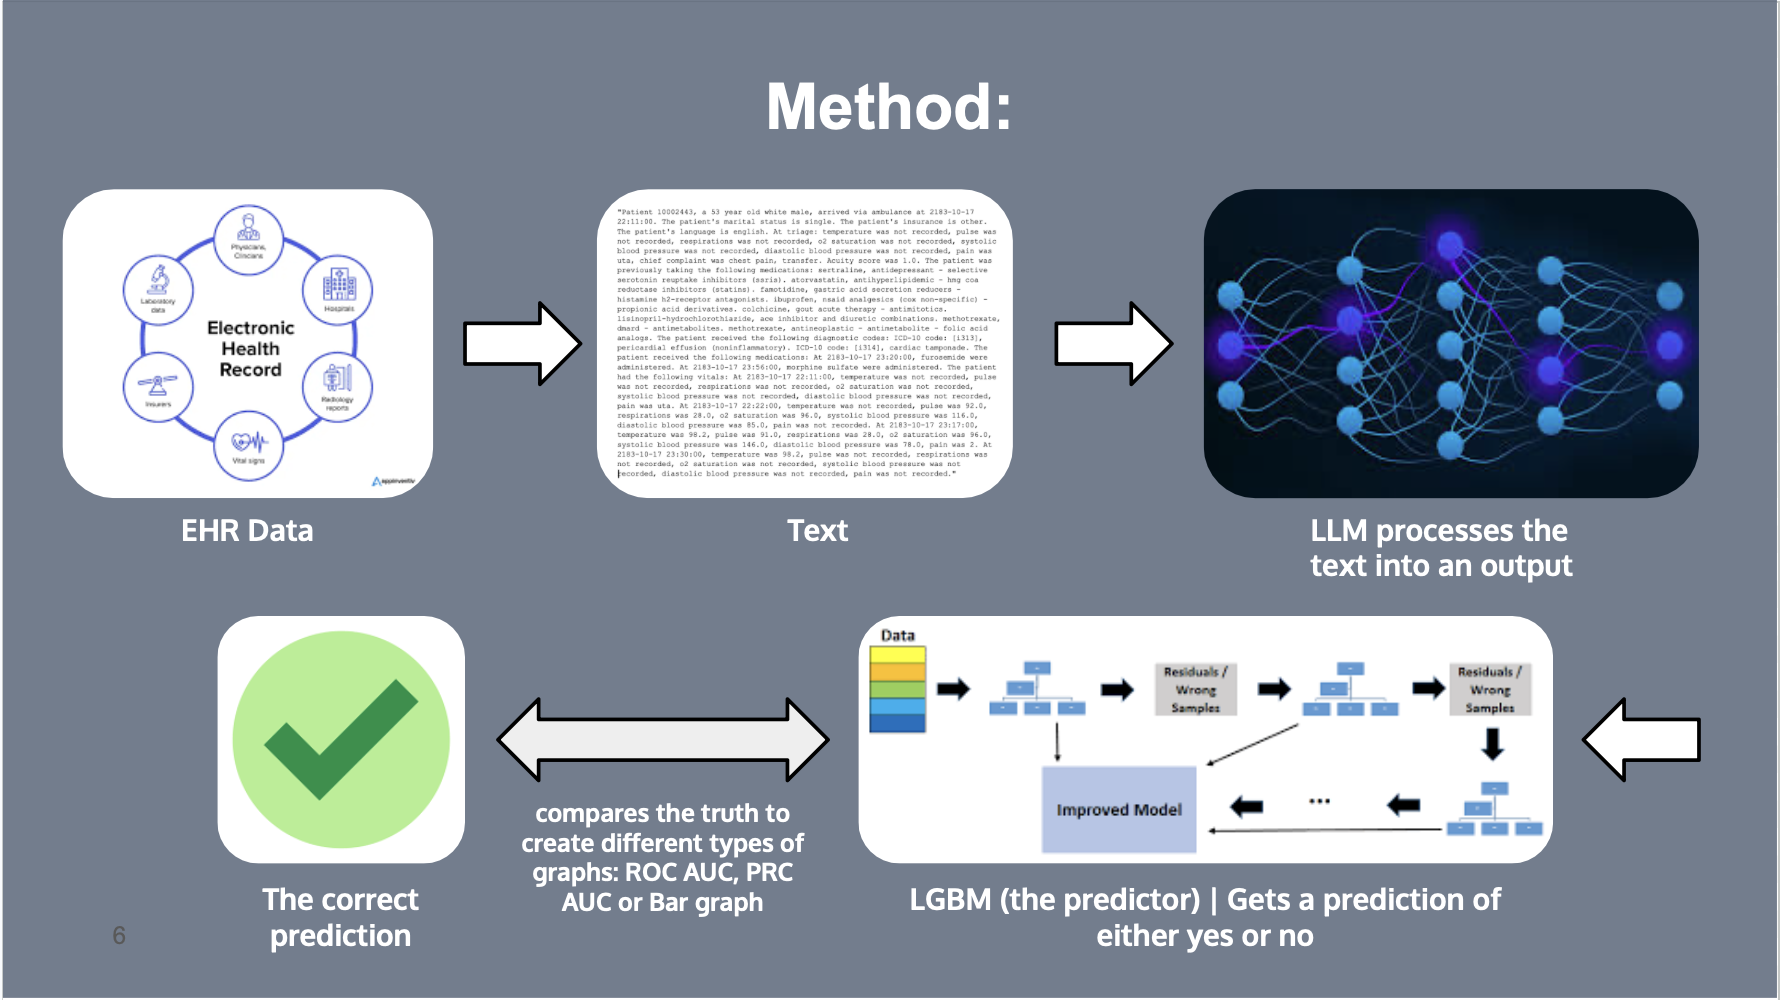 Method:
Physicians,
Clinicians
Laboratory
data
Hospitals
Electronic
Health
Record
Insurers
Radiology
reports
Vital signs
appinventiv
"Patient 10002443, a 53 year old white male, arrived via ambulance at 2183-10-17
22:11:00. The patient's marital status is single. The patient's insurance is other.
The patient's language is english. At triage: temperature was not recorded, pulse was
not recorded, respirations was not recorded, o2 saturation was not recorded, systolic
blood pressure was not recorded, diastolic blood pressure was not recorded, pain was
uta, chief complaint was chest pain, transfer. Acuity score was 1.0. The patient was
previously taking the following medications: sertraline, antidepressant - selective
serotonin reuptake inhibitors (ssris). atorvastatin, antihyperlipidemic - hmg coa
reductase inhibitors (statins). famotidine, gastric acid secretion reducers -
histamine h2-receptor antagonists. ibuprofen, nsaid analgesics (cox non-specific) -
propionic acid derivatives. colchicine, gout acute therapy - antimitotics.
lisinopril-hydrochlorothiazide, ace inhibitor and diuretic combinations. methotrexate,
dmard - antimetabolites. methotrexate, antineoplastic - antimetabolite - folic acid
analogs. The patient received the following diagnostic codes: ICD-10 code: [i313],
pericardial effusion (noninflammatory). ICD-10 code: [i314], cardiac tamponade. The
patient received the following medications: At 2183-10-17 23:20:00, furosemide were
administered. At 2183-10-17 23:56:00, morphine sulfate were administered. The patient
had the following vitals: At 2183-10-17 22:11:00, temperature was not recorded, pulse
was not recorded, respirations was not recorded, o2 saturation was not recorded,
systolic blood pressure was not recorded, diastolic blood pressure was not recorded,
pain was uta. At 2183-10-17 22:22:00, temperature was not recorded, pulse was 92.0,
respirations was 28.0, o2 saturation was 96.0, systolic blood pressure was 116.0,
diastolic blood pressure was 85.0, pain was not recorded. At 2183-10-17 23:17:00,
temperature was 98.2, pulse was 91.0, respirations was 28.0, o2 saturation was 96.0,
systolic blood pressure was 146.0, diastolic blood pressure was 78.0, pain was 2. At
2183-10-17 23:30:00, temperature was 98.2, pulse was not recorded, respirations was
not recorded, o2 saturation was not recorded, systolic blood pressure was not
recorded, diastolic blood pressure was not recorded, pain was not recorded."
EHR Data
Text
LLM processes the
text into an output
Data
Residuals /
Wrong
Samples
Residuals /
Wrong
Samples
Improved Model
...
compares the truth to
create different types of
graphs: ROC AUC, PRC
AUC or Bar graph
The correct
prediction
LGBM (the predictor) | Gets a prediction of
either yes or no
6